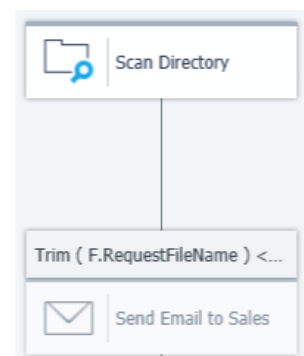 Scan Directory
Trim ( F.RequestFileName ) <...
Send Email to Sales